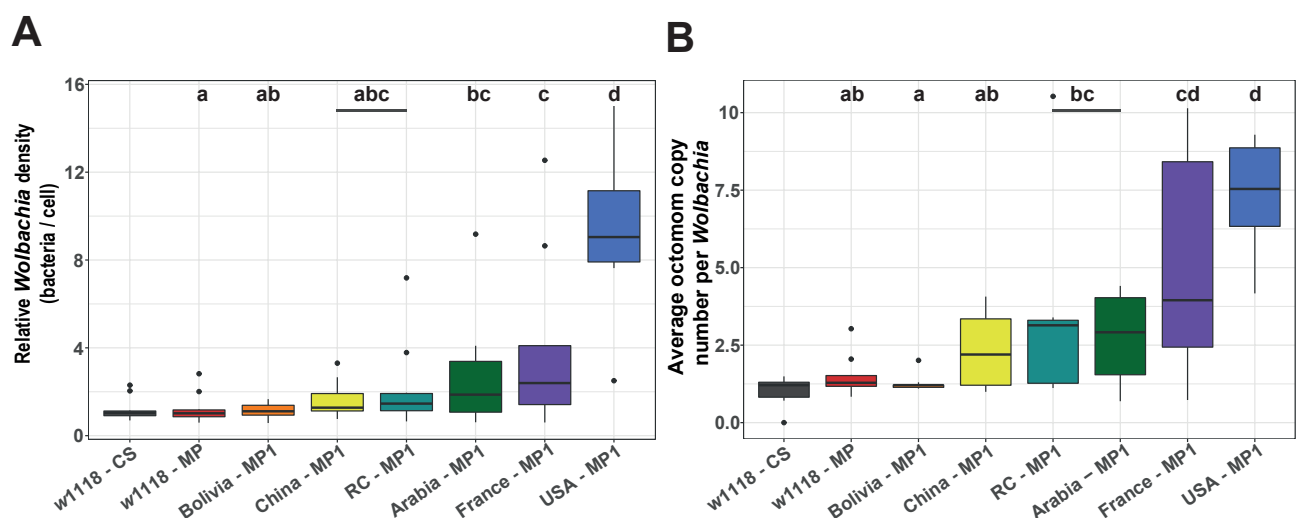 A
Relative Wolbachia density
(bacteria / cell)
16
12
8
4
0
a
ab
abc
bc
c
d
w1118 - CS
w1118 - MP
Bolivia - MP1
China - MP1
RC - MP1
Arabia - MP1
France - MP1
USA - MP1
B
Average octomom copy
number per Wolbachia
10
7.5
5.0
2.5
0.0
ab
a
ab
bc
cd
d
w1118 - CS
w1118 - MP
Bolivia - MP1
China - MP1
RC - MP1
Arabia – MP1
France - MP1
USA - MP1